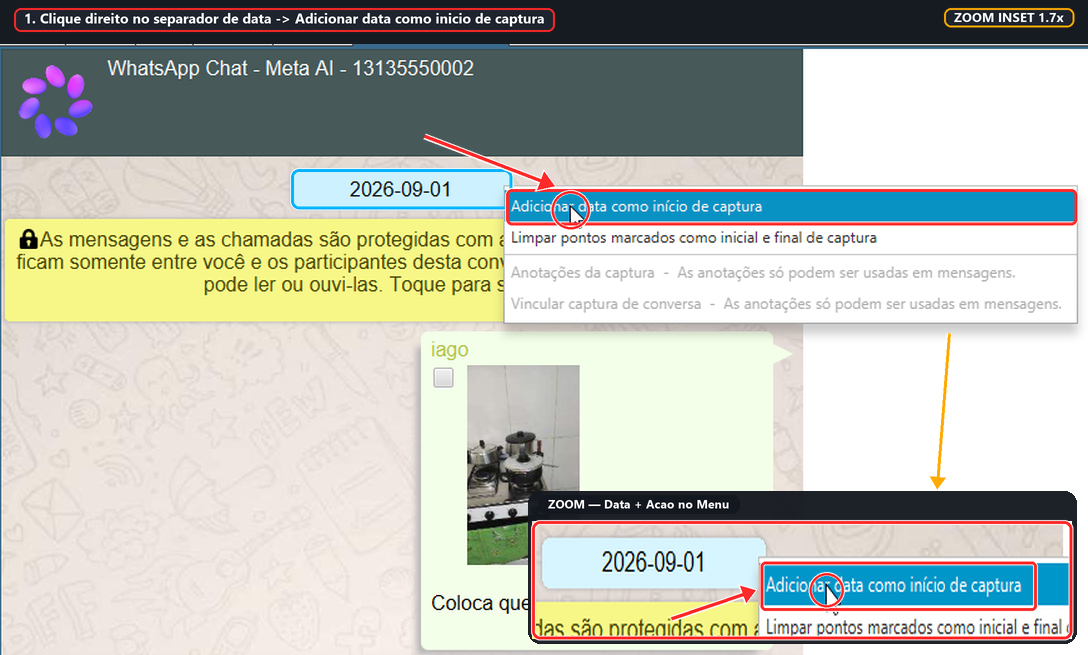 1. Clique direito no separador de data -> Adicionar data como inicio de captura
ZOOM INSET 1.7x
WhatsApp Chat - Meta AI - 13135550002
2026-09-01
Adicionar data como início de captura
Limpar pontos marcados como inicial e final de captura
Anotações da captura - As anotações só podem ser usadas em mensagens.
Vincular captura de conversa - As anotações só podem ser usadas em mensagens.
As mensagens e as chamadas são protegidas com a
ficam somente entre você e os participantes desta conv
pode ler ou ouvi-las. Toque para s
iago
Coloca que
ZOOM — Data + Acao no Menu
2026-09-01
Adicionar data como início de captura
das são protegidas com a
Limpar pontos marcados como inicial e final